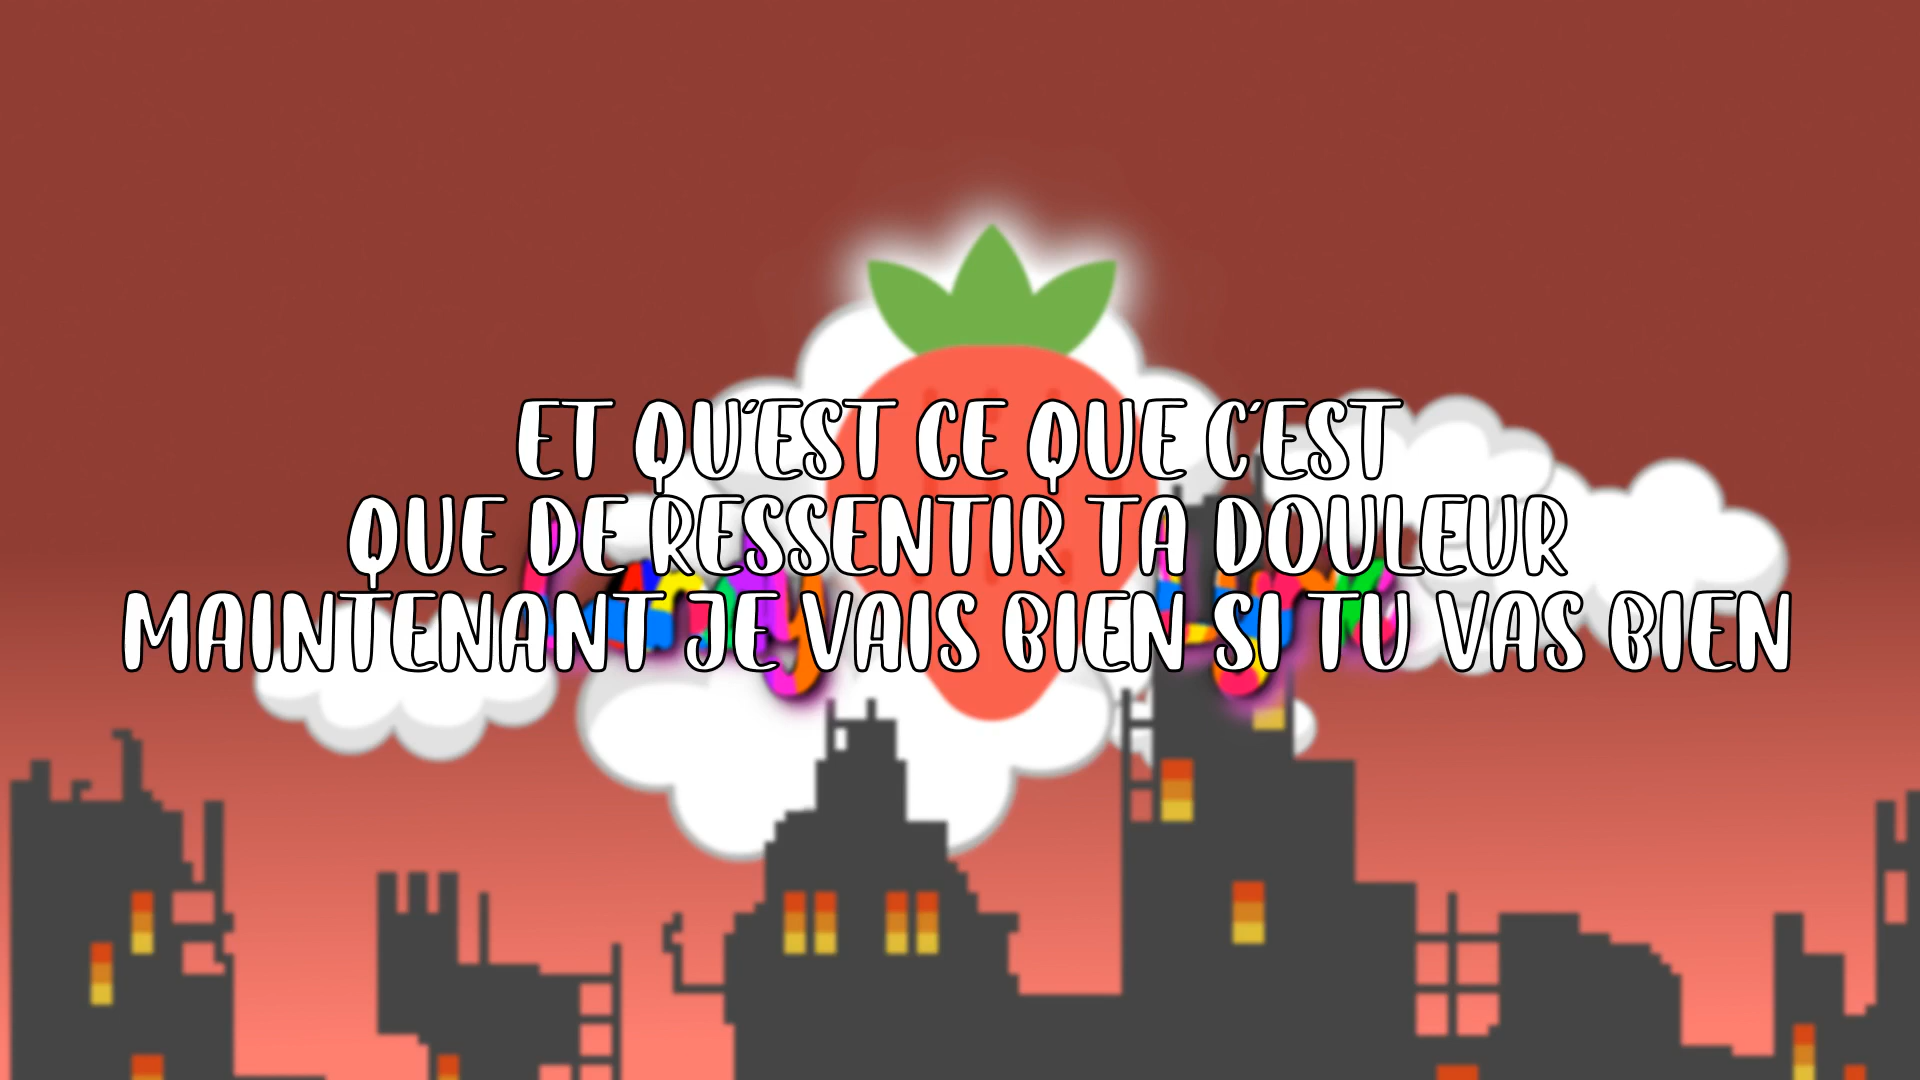 ET QU'EST CE QUE C'EST
QUE DE RESSENTIR TA DOULEUR
MAINTENANT JE VAIS BIEN SI TU VAS BIEN